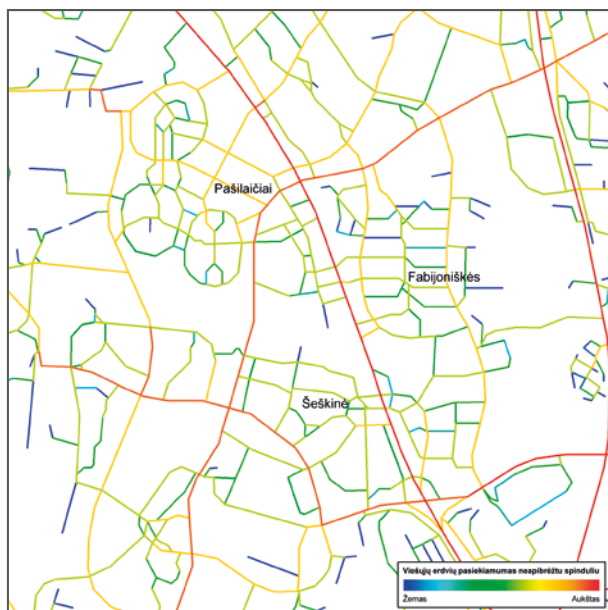 Pašilaičiai
Fabijoniškės
Šeškinė
Viešųjų erdvių pasiekiamumas neapibrėžtu spinduliu
Žemas Aukštas